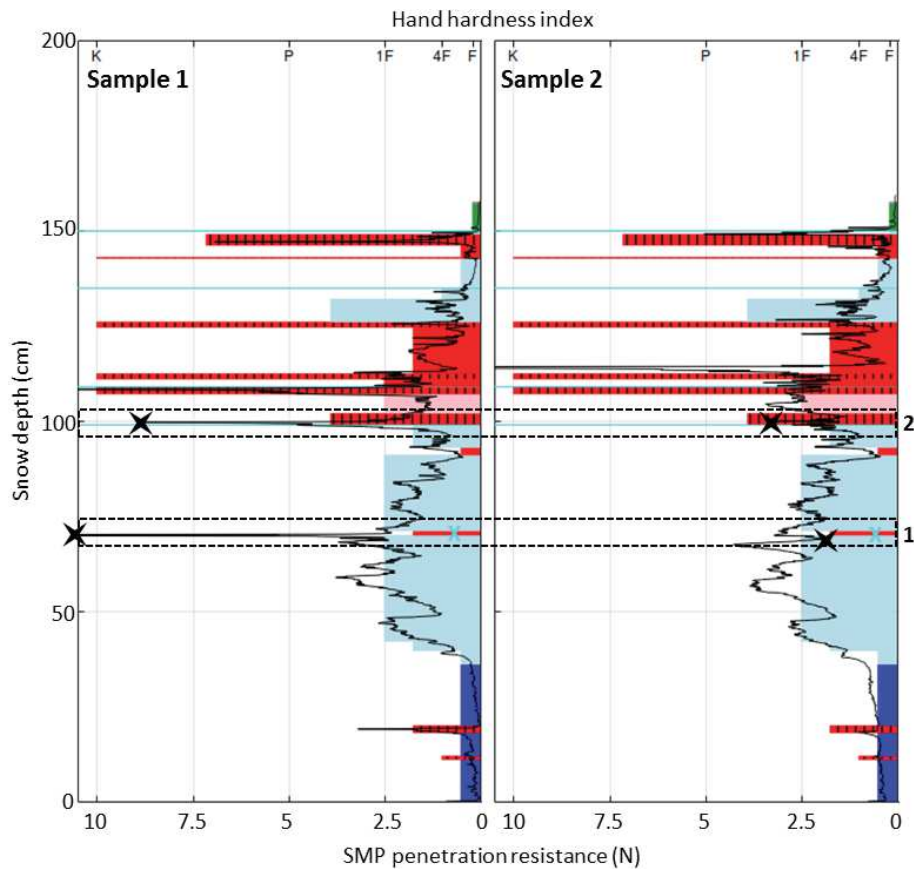 Hand hardness index
200
K P 1F 4F F K P 1F 4F F
Sample 1 Sample 2
150
100
2
1
50
0
10 7.5 5 2.5 0 10 7.5 5 2.5 0
Snow depth (cm)
SMP penetration resistance (N)